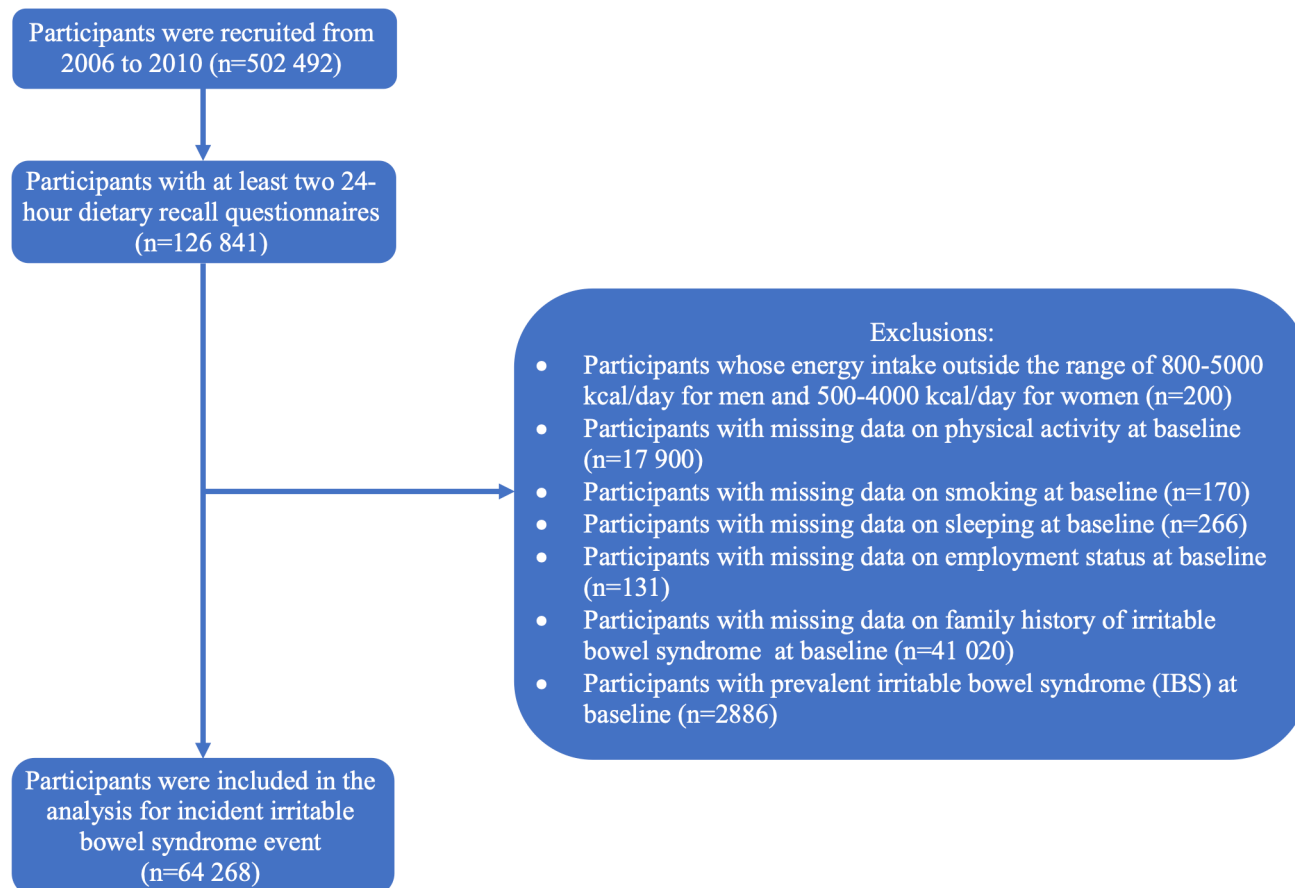 Participants were recruited from
2006 to 2010 (n=502 492)
Participants with at least two 24-
hour dietary recall questionnaires
(n=126 841)
Exclusions:
• Participants whose energy intake outside the range of 800-5000
kcal/day for men and 500-4000 kcal/day for women (n=200)
• Participants with missing data on physical activity at baseline
(n=17 900)
• Participants with missing data on smoking at baseline (n=170)
• Participants with missing data on sleeping at baseline (n=266)
• Participants with missing data on employment status at baseline
(n=131)
• Participants with missing data on family history of irritable
bowel syndrome at baseline (n=41 020)
• Participants with prevalent irritable bowel syndrome (IBS) at
baseline (n=2886)
Participants were included in the
analysis for incident irritable
bowel syndrome event
(n=64 268)